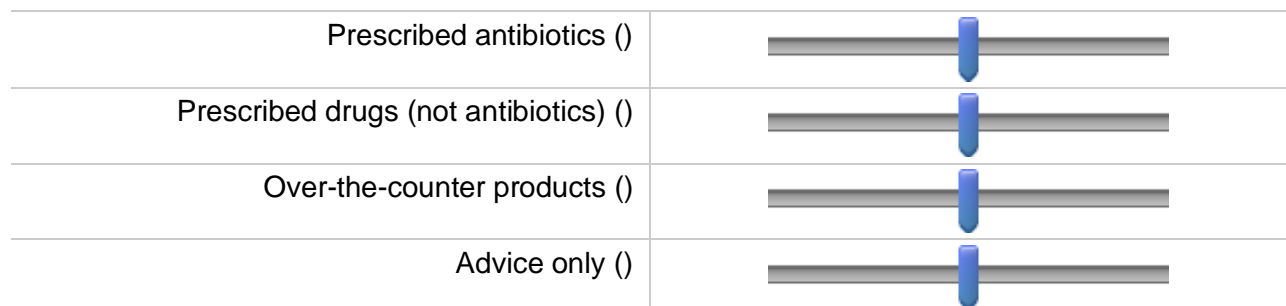 Prescribed antibiotics ()
Prescribed drugs (not antibiotics) ()
Over-the-counter products ()
Advice only ()